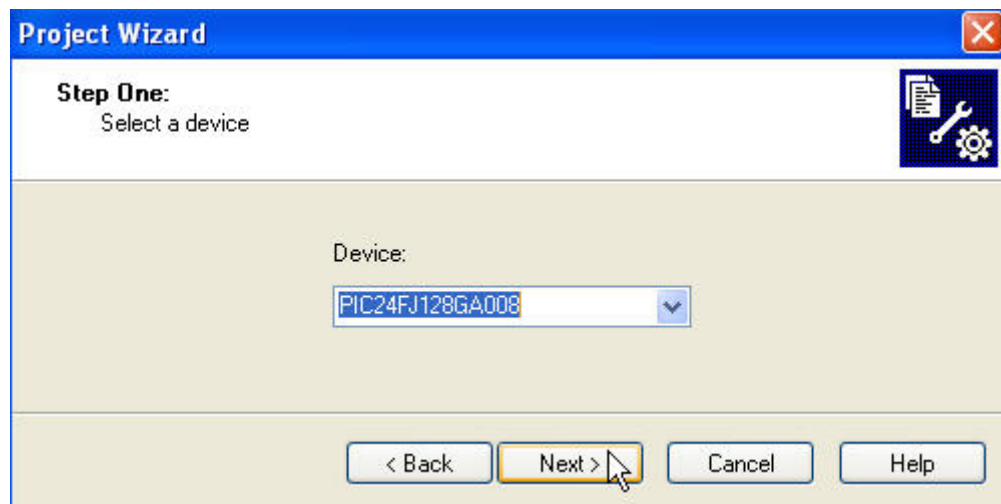 Project Wizard
Step One:
Select a device
Device:
PIC24FJ128GA008
< Back
Next >
Cancel
Help